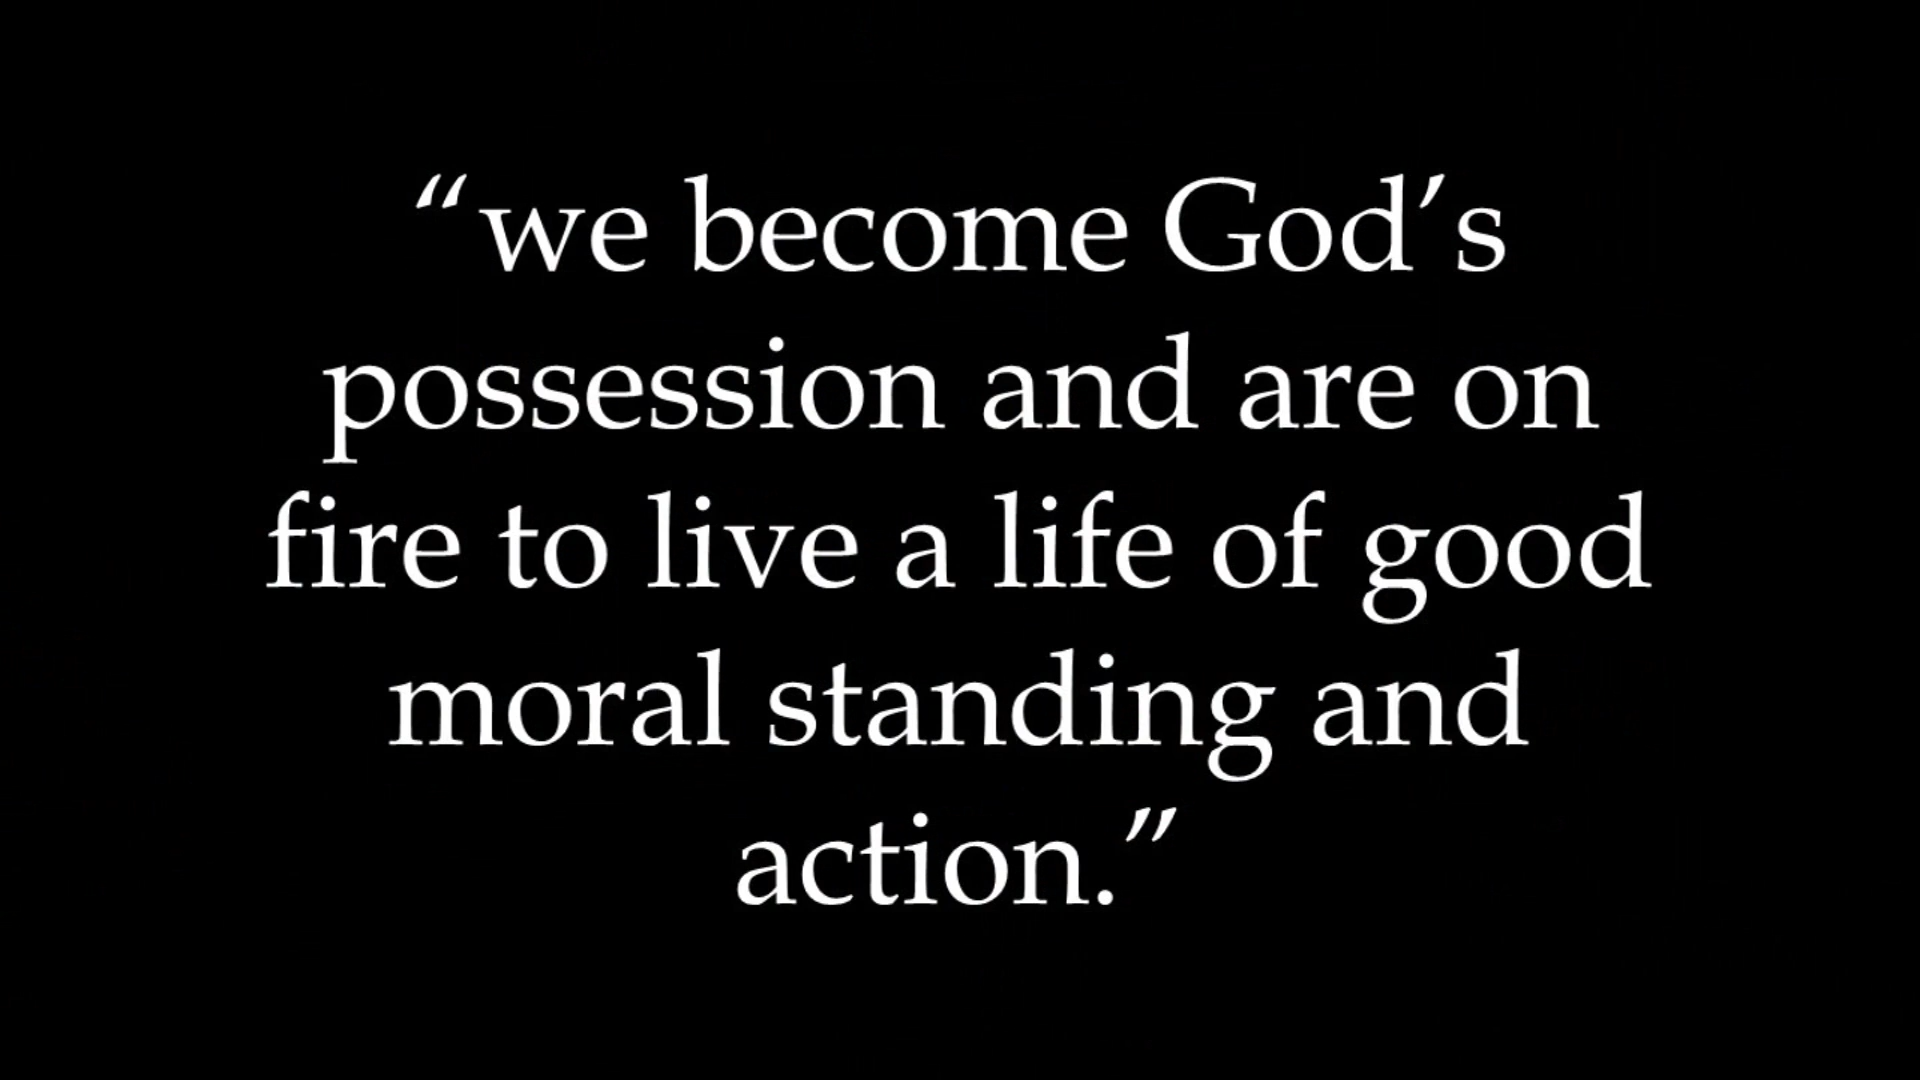 “we become God’s
possession and are on
fire to live a life of good
moral standing and
action.”